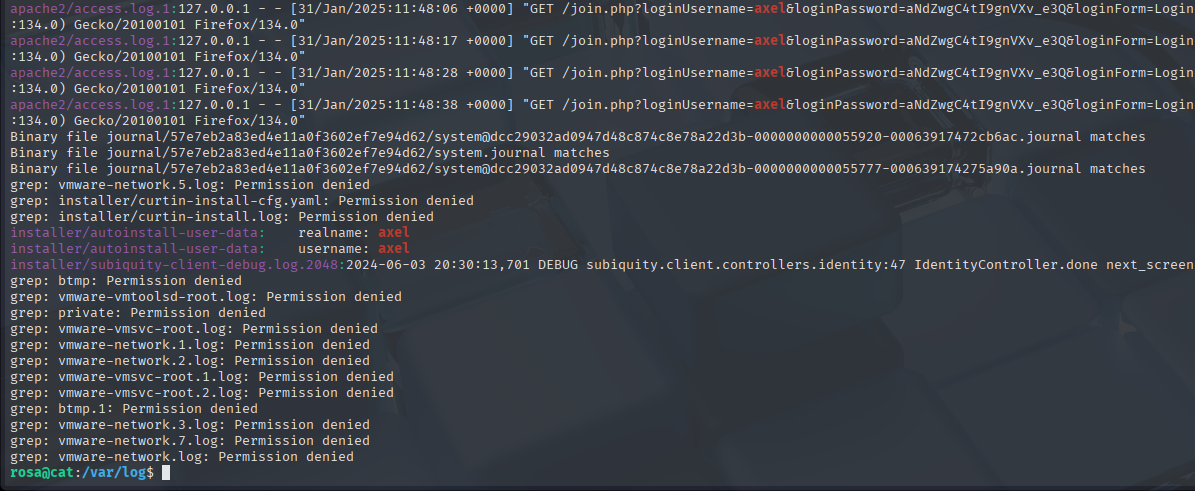 apache2/access.log.1:127.0.0.1 - - [31/Jan/2025:11:48:06 +0000] "GET /join.php?loginUsername=axel&loginPassword=aNdZwgC4tI9gnVXv_e3Q&loginForm=Login
:134.0) Gecko/20100101 Firefox/134.0"
apache2/access.log.1:127.0.0.1 - - [31/Jan/2025:11:48:17 +0000] "GET /join.php?loginUsername=axel&loginPassword=aNdZwgC4tI9gnVXv_e3Q&loginForm=Login
:134.0) Gecko/20100101 Firefox/134.0"
apache2/access.log.1:127.0.0.1 - - [31/Jan/2025:11:48:28 +0000] "GET /join.php?loginUsername=axel&loginPassword=aNdZwgC4tI9gnVXv_e3Q&loginForm=Login
:134.0) Gecko/20100101 Firefox/134.0"
apache2/access.log.1:127.0.0.1 - - [31/Jan/2025:11:48:38 +0000] "GET /join.php?loginUsername=axel&loginPassword=aNdZwgC4tI9gnVXv_e3Q&loginForm=Login
:134.0) Gecko/20100101 Firefox/134.0"
Binary file journal/57e7eb2a83ed4e11a0f3602ef7e94d62/system@dcc29032ad0947d48c874c8e78a22d3b-0000000000055920-00063917472cb6ac.journal matches
Binary file journal/57e7eb2a83ed4e11a0f3602ef7e94d62/system.journal matches
Binary file journal/57e7eb2a83ed4e11a0f3602ef7e94d62/system@dcc29032ad0947d48c874c8e78a22d3b-0000000000055777-000639174275a90a.journal matches
grep: vmware-network.5.log: Permission denied
grep: installer/curtin-install-cfg.yaml: Permission denied
grep: installer/curtin-install.log: Permission denied
installer/autoinstall-user-data:    realname: axel
installer/autoinstall-user-data:    username: axel
installer/subiquity-client-debug.log.2048:2024-06-03 20:30:13,701 DEBUG subiquity.client.controllers.identity:47 IdentityController.done next_screen
grep: btmp: Permission denied
grep: vmware-vmtoolsd-root.log: Permission denied
grep: private: Permission denied
grep: vmware-vmsvc-root.log: Permission denied
grep: vmware-network.1.log: Permission denied
grep: vmware-network.2.log: Permission denied
grep: vmware-vmsvc-root.1.log: Permission denied
grep: vmware-vmsvc-root.2.log: Permission denied
grep: btmp.1: Permission denied
grep: vmware-network.3.log: Permission denied
grep: vmware-network.7.log: Permission denied
grep: vmware-network.log: Permission denied
rosa@cat:/var/log$